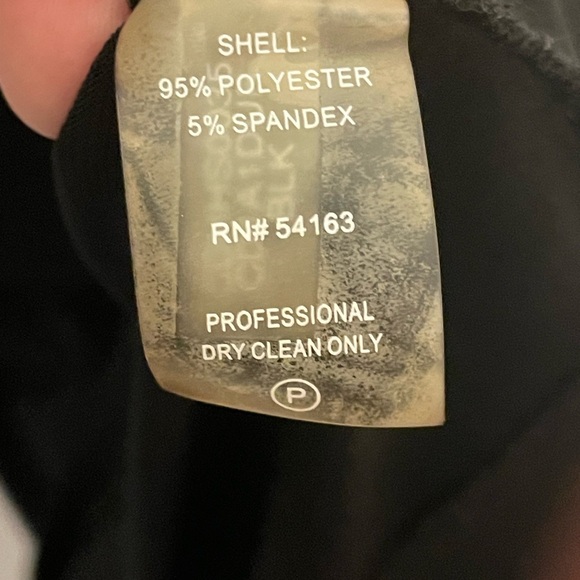 SHELL:
95% POLYESTER
5% SPANDEX
RN# 54163
PROFESSIONAL
DRY CLEAN ONLY
P